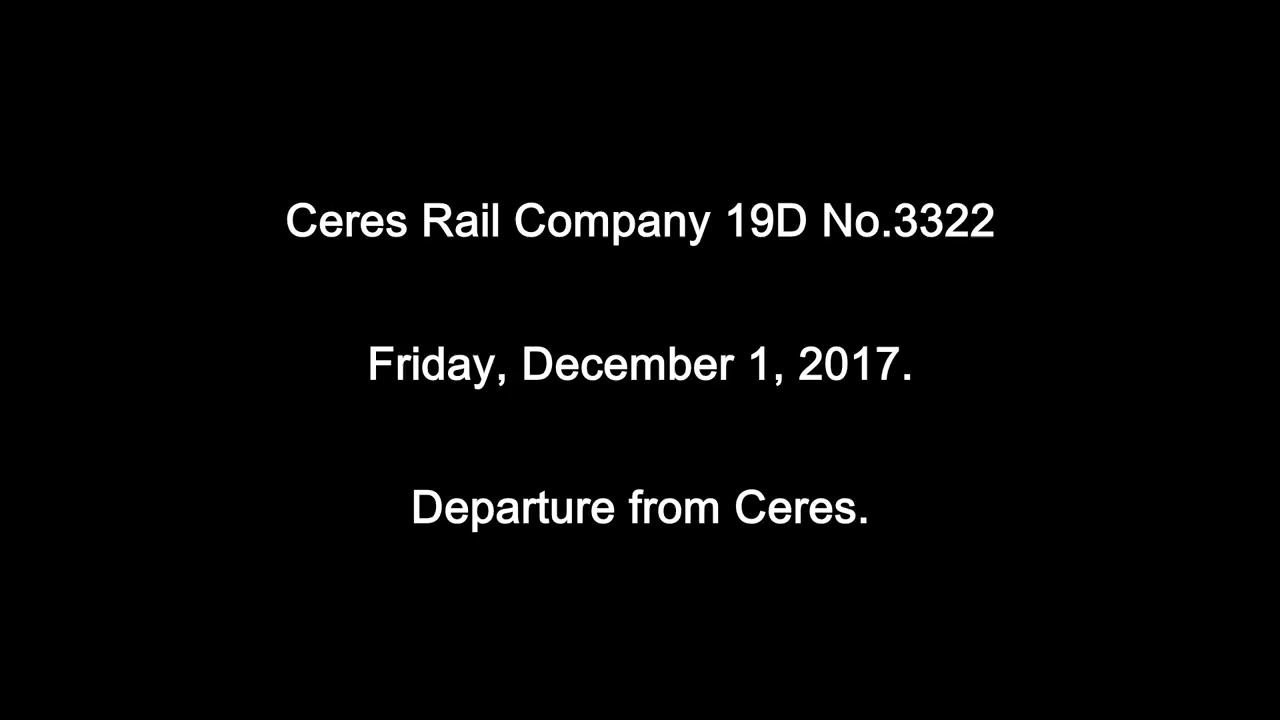 Ceres Rail Company 19D No.3322
Friday, December 1, 2017.
Departure from Ceres.